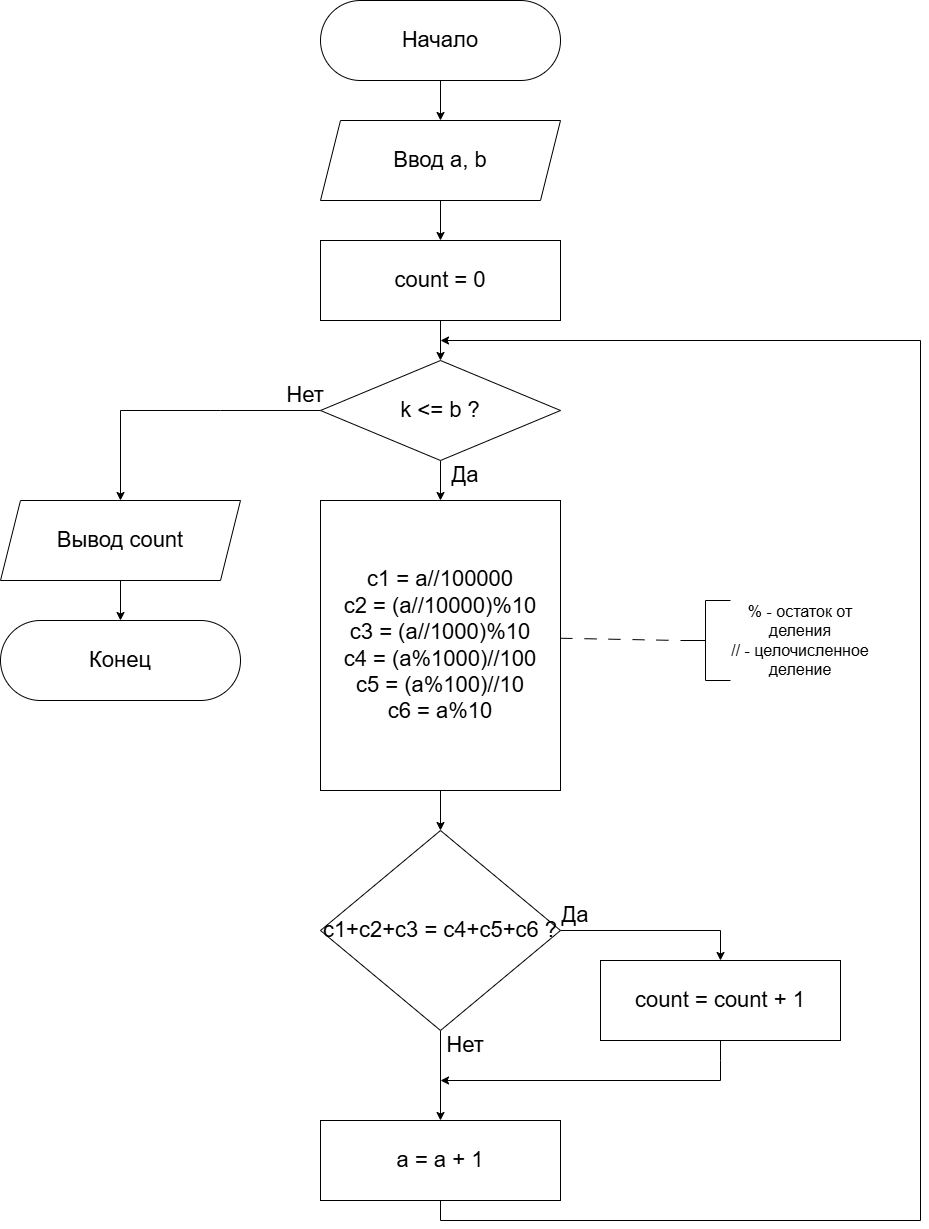 Начало
Ввод a, b
count = 0
k <= b ?
Нет
Да
Вывод count
Конец
c1 = a//100000
c2 = (a//10000)%10
c3 = (a//1000)%10
c4 = (a%1000)//100
c5 = (a%100)//10
c6 = a%10
% - остаток от
деления
// - целочисленное
деление
c1+c2+c3 = c4+c5+c6 ?
Да
count = count + 1
Нет
a = a + 1